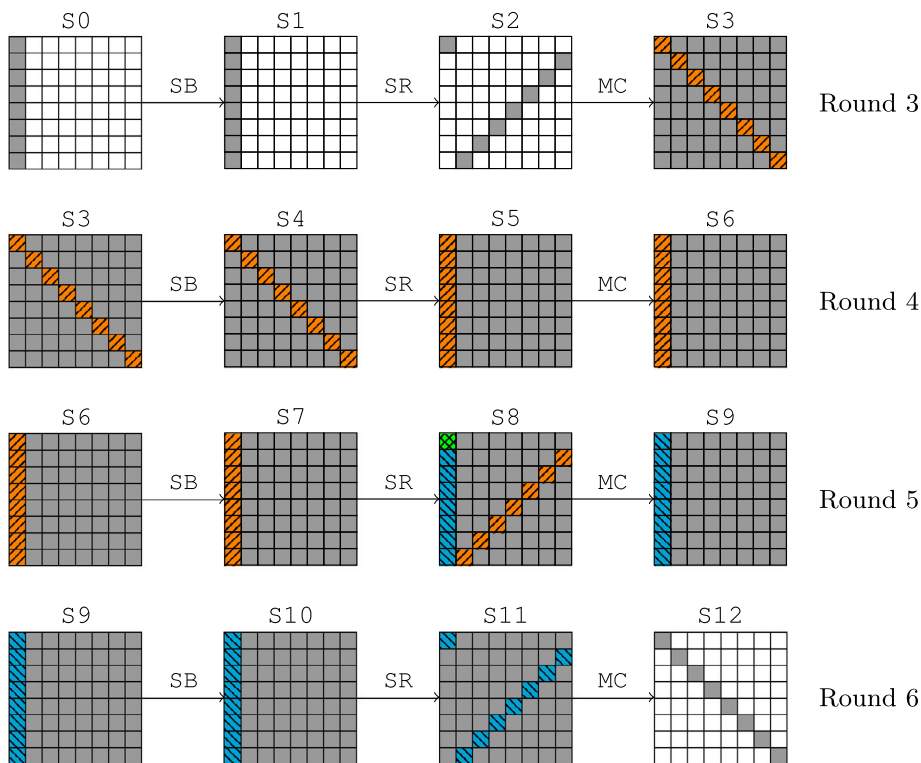 S0 S1 S2 S3
SB SR MC Round 3
S3 S4 S5 S6
SB SR MC Round 4
S6 S7 S8 S9
SB SR MC Round 5
S9 S10 S11 S12
SB SR MC Round 6